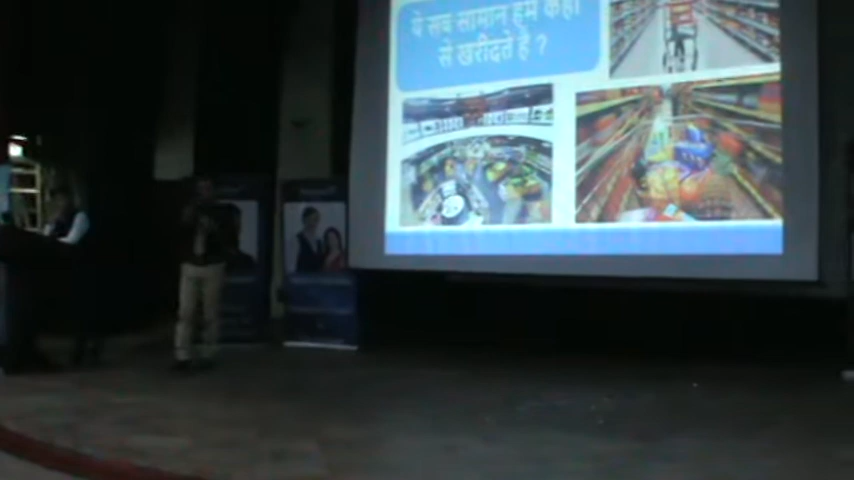 ये सब सामान हम कहाँ
से खरीदते है ?